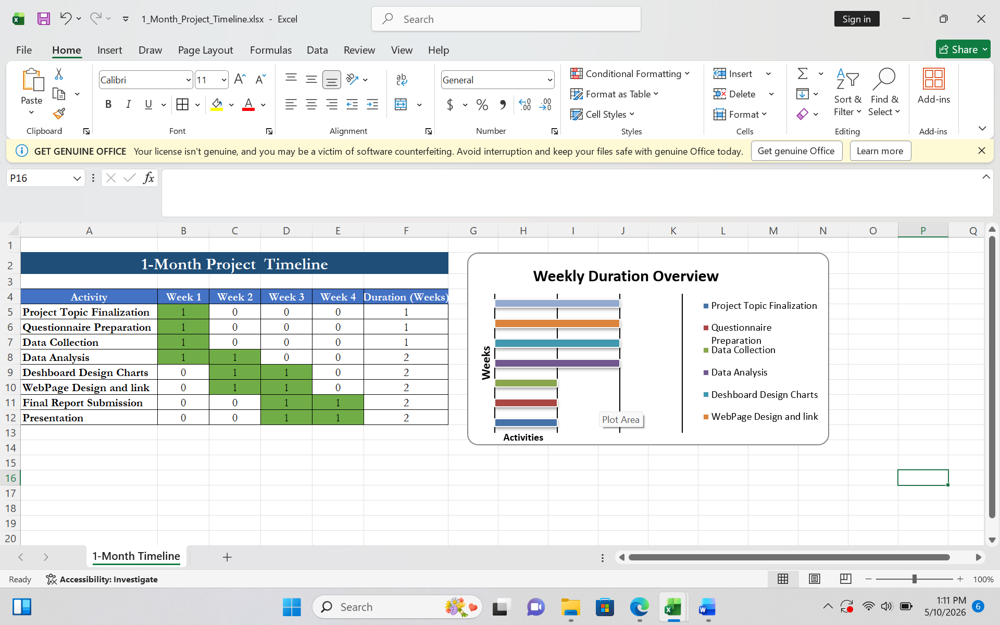 1_Month_Project_Timeline.xlsx - Excel
Search
Sign in
File Home Insert Draw Page Layout Formulas Data Review View Help
Share
Paste
Calibri 11
General
Conditional Formatting
Format as Table
Cell Styles
Insert
Delete
Format
Sort & Filter
Find & Select
Add-ins
Clipboard Font Alignment Number Styles Cells Editing Add-ins
GET GENUINE OFFICE Your license isn't genuine, and you may be a victim of software counterfeiting. Avoid interruption and keep your files safe with genuine Office today. Get genuine Office Learn more
P16 fx
A B C D E F G H I J K L M N O P Q
1
2 1-Month Project Timeline
3
4 Activity Week 1 Week 2 Week 3 Week 4 Duration (Weeks)
5 Project Topic Finalization 1 0 0 0 1
6 Questionnaire Preparation 1 0 0 0 1
7 Data Collection 1 0 0 0 1
8 Data Analysis 1 1 0 0 2
9 Deshboard Design Charts 0 1 1 0 2
10 WebPage Design and link 0 1 1 0 2
11 Final Report Submission 0 0 1 1 2
12 Presentation 0 0 1 1 2
13
14
15
16
17
18
19
20
Weekly Duration Overview
Weeks
Activities
Plot Area
Project Topic Finalization
Questionnaire
Preparation
Data Collection
Data Analysis
Deshboard Design Charts
WebPage Design and link
1-Month Timeline
Ready Accessibility: Investigate 100%
Search
1:11 PM
5/10/2026
6